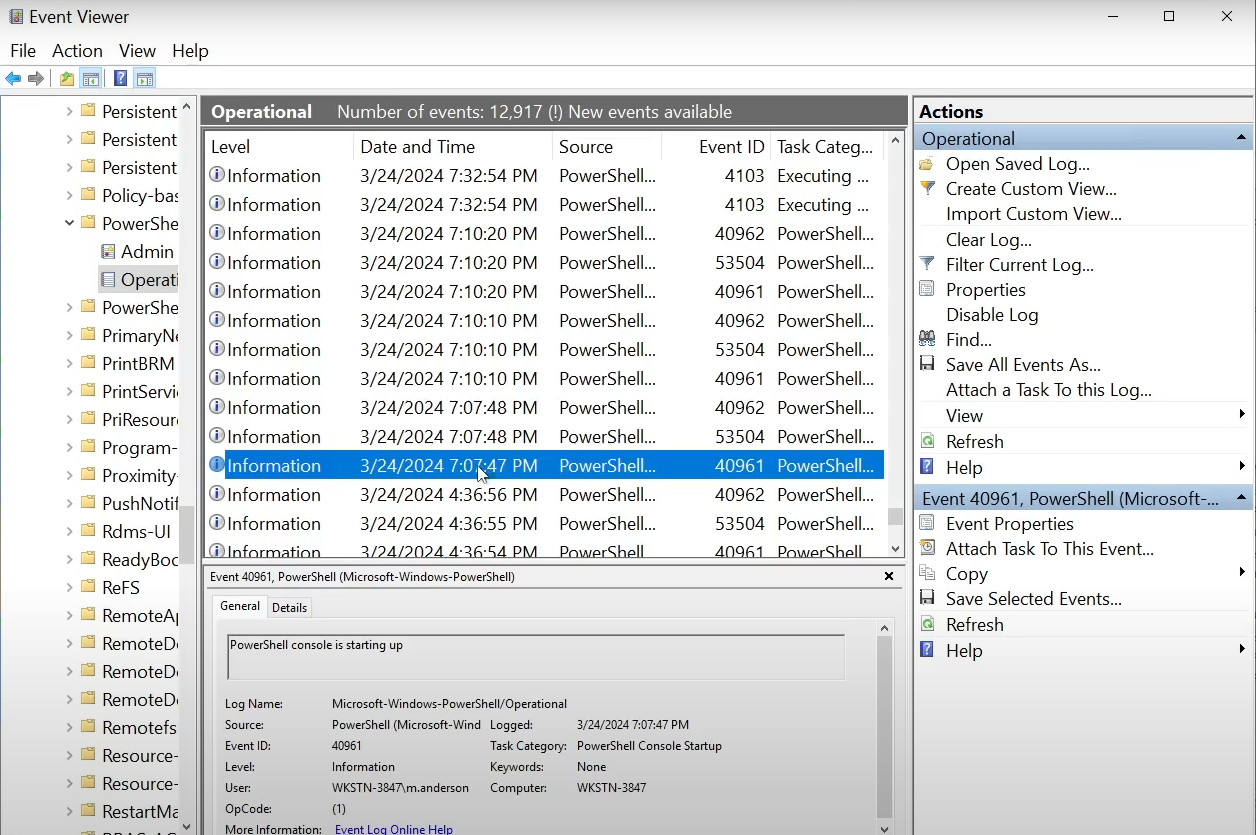 Event Viewer
File Action View Help
Persistent
Persistent
Persistent
Policy-bas
PowerShe
Admin
Operati
PowerShe
PrimaryNe
PrintBRM
PrintServi
PriResour
Program-
Proximity-
PushNotif
Rdms-UI
ReadyBoo
ReFS
RemoteAp
RemoteDe
RemoteDe
RemoteDe
Remotefs
Resource-
Resource-
RestartMa
Operational Number of events: 12,917 (!) New events available
Level Date and Time Source Event ID Task Categ...
Information 3/24/2024 7:32:54 PM PowerShell... 4103 Executing ...
Information 3/24/2024 7:32:54 PM PowerShell... 4103 Executing ...
Information 3/24/2024 7:10:20 PM PowerShell... 40962 PowerShell...
Information 3/24/2024 7:10:20 PM PowerShell... 53504 PowerShell...
Information 3/24/2024 7:10:20 PM PowerShell... 40961 PowerShell...
Information 3/24/2024 7:10:10 PM PowerShell... 40962 PowerShell...
Information 3/24/2024 7:10:10 PM PowerShell... 53504 PowerShell...
Information 3/24/2024 7:10:10 PM PowerShell... 40961 PowerShell...
Information 3/24/2024 7:07:48 PM PowerShell... 40962 PowerShell...
Information 3/24/2024 7:07:48 PM PowerShell... 53504 PowerShell...
Information 3/24/2024 7:07:47 PM PowerShell... 40961 PowerShell...
Information 3/24/2024 4:36:56 PM PowerShell... 40962 PowerShell...
Information 3/24/2024 4:36:55 PM PowerShell... 53504 PowerShell...
Information 3/24/2024 4:36:54 PM PowerShell... 40961 PowerShell...
Event 40961, PowerShell (Microsoft-Windows-PowerShell)
General Details
PowerShell console is starting up
Log Name: Microsoft-Windows-PowerShell/Operational
Source: PowerShell (Microsoft-Wind Logged: 3/24/2024 7:07:47 PM
Event ID: 40961 Task Category: PowerShell Console Startup
Level: Information Keywords: None
User: WKSTN-3847\m.anderson Computer: WKSTN-3847
OpCode: (1)
More Information: Event Log Online Help
Actions
Operational
Open Saved Log...
Create Custom View...
Import Custom View...
Clear Log...
Filter Current Log...
Properties
Disable Log
Find...
Save All Events As...
Attach a Task To this Log...
View
Refresh
Help
Event 40961, PowerShell (Microsoft-...
Event Properties
Attach Task To This Event...
Copy
Save Selected Events...
Refresh
Help